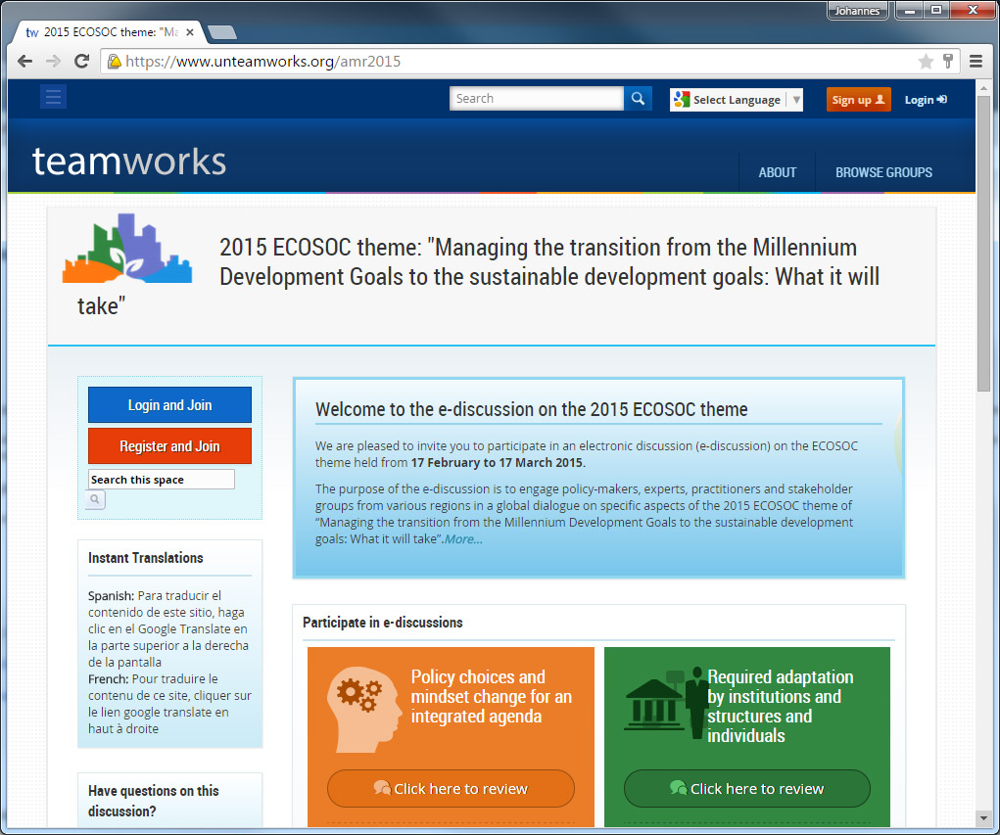 Johannes
tw 2015 ECOSOC theme: "Ma
https://www.unteamworks.org/amr2015
Search
Select Language
Sign up
Login
teamworks
ABOUT
BROWSE GROUPS
2015 ECOSOC theme: "Managing the transition from the Millennium
Development Goals to the sustainable development goals: What it will
take"
Login and Join
Register and Join
Search this space
Instant Translations
Spanish: Para traducir el
contenido de este sitio, haga
clic en el Google Translate en
la parte superior a la derecha
de la pantalla
French: Pour traduire le
contenu de ce site, cliquer sur
le lien google translate en
haut à droite
Have questions on this
discussion?
Welcome to the e-discussion on the 2015 ECOSOC theme
We are pleased to invite you to participate in an electronic discussion (e-discussion) on the ECOSOC
theme held from 17 February to 17 March 2015.
The purpose of the e-discussion is to engage policy-makers, experts, practitioners and stakeholder
groups from various regions in a global dialogue on specific aspects of the 2015 ECOSOC theme of
“Managing the transition from the Millennium Development Goals to the sustainable development
goals: What it will take”.More...
Participate in e-discussions
Policy choices and
mindset change for an
integrated agenda
Click here to review
Required adaptation
by institutions and
structures and
individuals
Click here to review